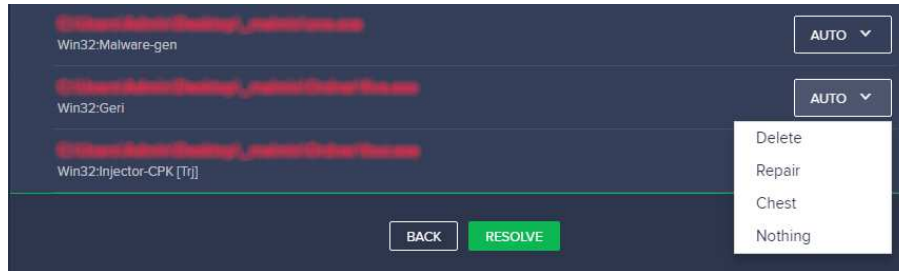 Win32:Malware-gen
AUTO
Win32:Geri
AUTO
Win32:Injector-CPK [Trj]
Delete
Repair
Chest
Nothing
BACK
RESOLVE